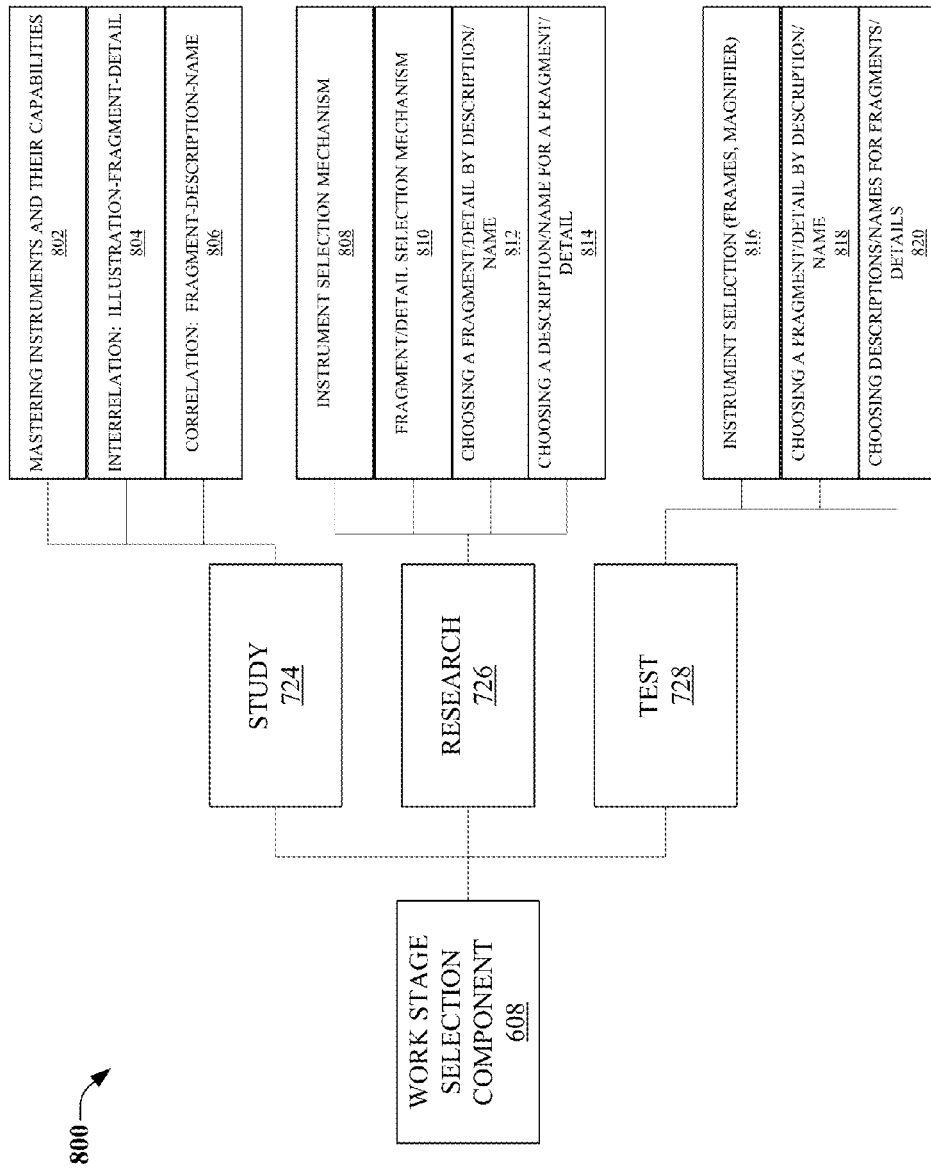 800
WORK STAGE
SELECTION
COMPONENT
608
STUDY
724
RESEARCH
726
TEST
728
MASTERING INSTRUMENTS AND THEIR CAPABILITIES
802
INTERRELATION: ILLUSTRATION-FRAGMENT-DETAIL
804
CORRELATION: FRAGMENT-DESCRIPTION-NAME
806
INSTRUMENT SELECTION MECHANISM
808
FRAGMENT/DETAIL SELECTION MECHANISM
810
CHOOSING A FRAGMENT/DETAIL BY DESCRIPTION/
NAME
812
CHOOSING A DESCRIPTION/NAME FOR A FRAGMENT/
DETAIL
814
INSTRUMENT SELECTION (FRAMES, MAGNIFIER)
816
CHOOSING A FRAGMENT/DETAIL BY DESCRIPTION/
NAME
818
CHOOSING DESCRIPTIONS/NAMES FOR FRAGMENTS/
DETAILS
820